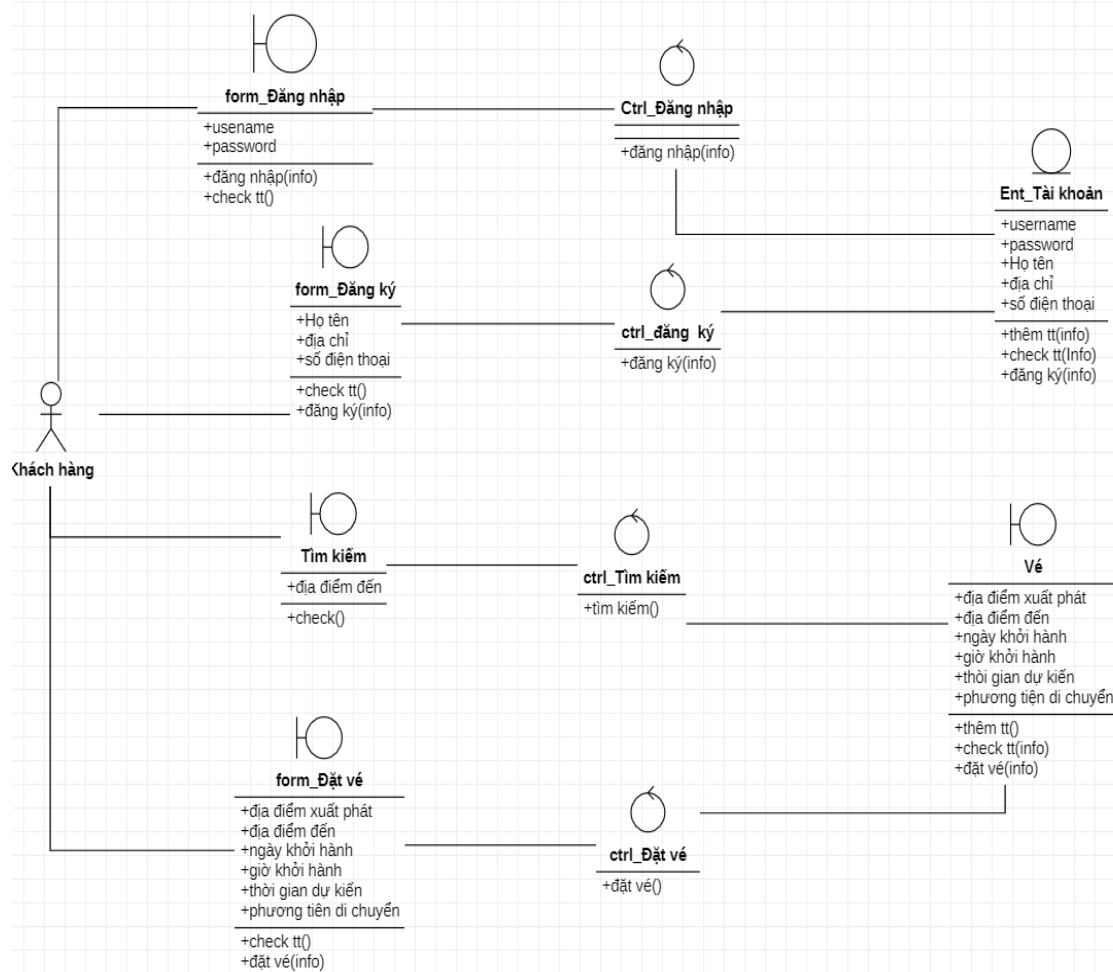 form_Đăng nhập
+usename
+password
+đăng nhập(info)
+check tt()
Ctrl_Đăng nhập
+đăng nhập(info)
Ent_Tài khoản
+username
+password
+Họ tên
+địa chỉ
+số điện thoại
+thêm tt(info)
+check tt(Info)
+đăng ký(info)
form_Đăng ký
+Họ tên
+địa chỉ
+số điện thoại
+check tt()
+đăng ký(info)
ctrl_đăng ký
+đăng ký(info)
Khách hàng
Tìm kiếm
+địa điểm đến
+check()
ctrl_Tìm kiếm
+tìm kiếm()
Vé
+địa điểm xuất phát
+địa điểm đến
+ngày khởi hành
+giờ khởi hành
+thời gian dự kiến
+phương tiện di chuyển
+thêm tt()
+check tt(info)
+đặt vé(info)
form_Đặt vé
+địa điểm xuất phát
+địa điểm đến
+ngày khởi hành
+giờ khởi hành
+thời gian dự kiến
+phương tiên di chuyển
+check tt()
+đặt vé(info)
ctrl_Đặt vé
+đặt vé()